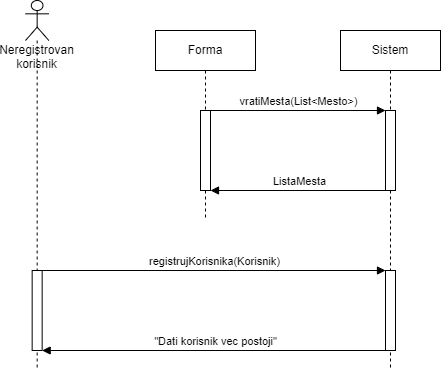 Neregistrovan
korisnik
Forma
Sistem
vratiMesta(List<Mesto>)
ListaMesta
registrujKorisnika(Korisnik)
"Dati korisnik vec postoji"